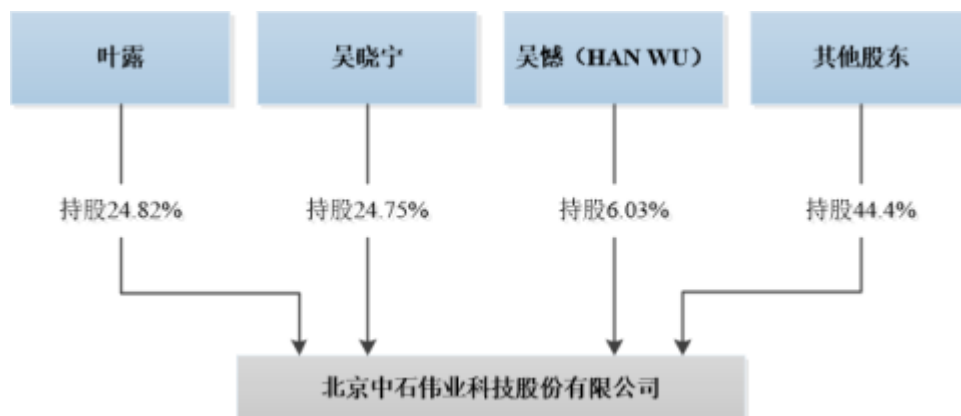 叶露
吴晓宁
吴憾（HAN WU）
其他股东
持股24.82%
持股24.75%
持股6.03%
持股44.4%
北京中石伟业科技股份有限公司